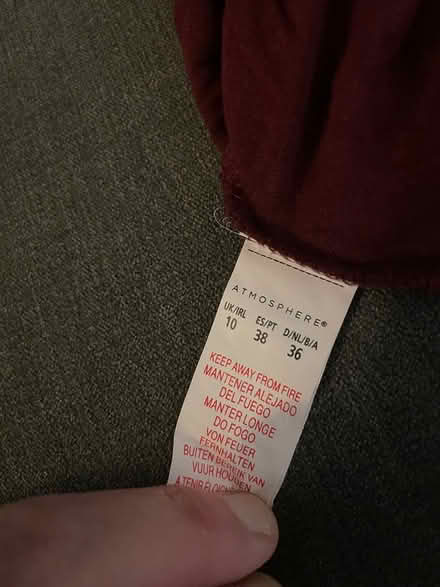 ATMOSPHERE®
UK/IRL ES/PT D/NL/B/A
10 38 36
KEEP AWAY FROM FIRE
MANTENER ALEJADO
DEL FUEGO
MANTER LONGE
DO FOGO
VON FEUER
FERNHALTEN
BUITEN BEREIK VAN
VUUR HOUDEN
A TENIR